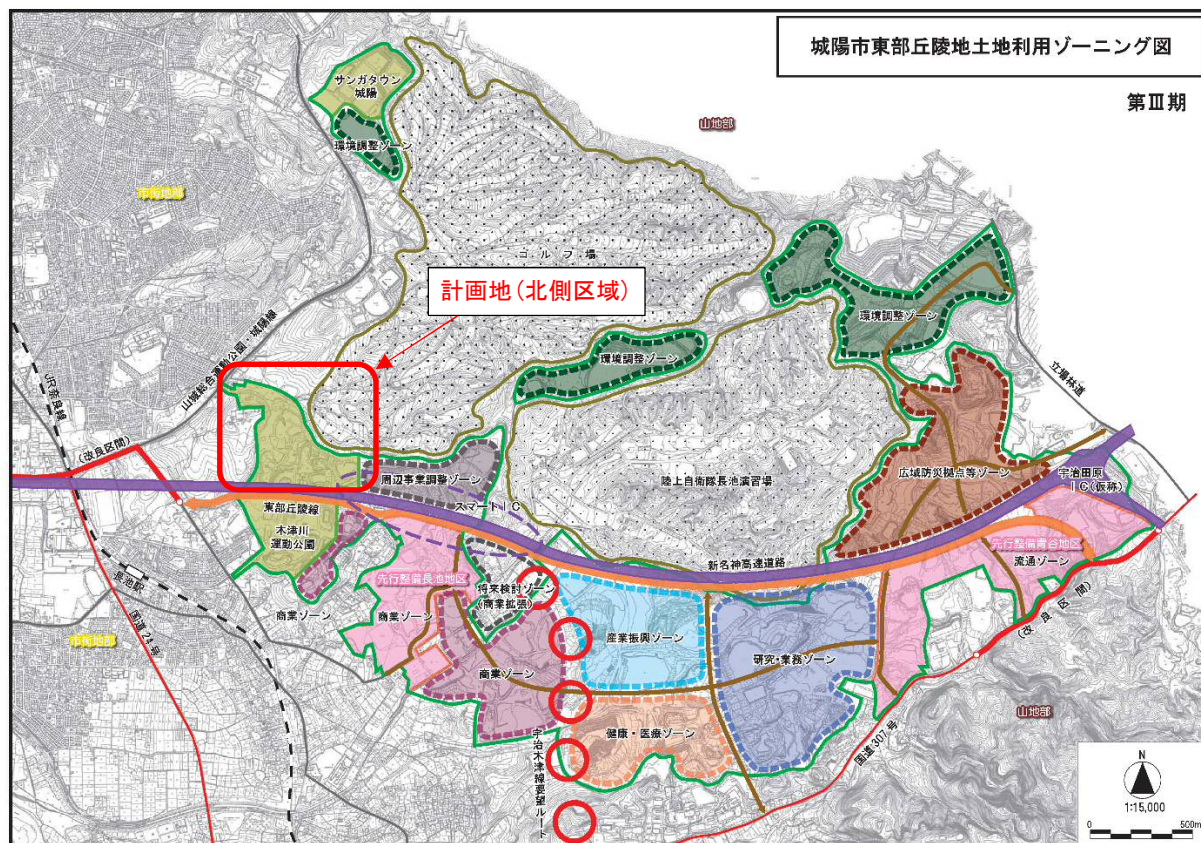 城陽市東部丘陵地土地利用ゾーニング図
第Ⅲ期
サンガタウン
城陽
環境調整ゾーン
山地部
市街地部
ゴルフ場
計画地(北側区域)
山城総合運動公園・城陽線
JR奈良線
環境調整ゾーン
環境調整ゾーン
立場林道
(改良区間)
周辺事業調整ゾーン
スマートIC
陸上自衛隊長池演習場
広域防災拠点等ゾーン
宇治田原
IC(仮称)
東部丘陵線
木津川
運動公園
新名神高速道路
先行整備青谷地区
流通ゾーン
長池駅
国道24号
先行整備長池地区
将来検討ゾーン
(商業拡張)
商業ゾーン
商業ゾーン
産業振興ゾーン
研究・業務ゾーン
(改良区間)
市街地部
商業ゾーン
健康・医療ゾーン
宇治木津線要望ルート
国道307号
山地部
N
1:15,000
0
500m